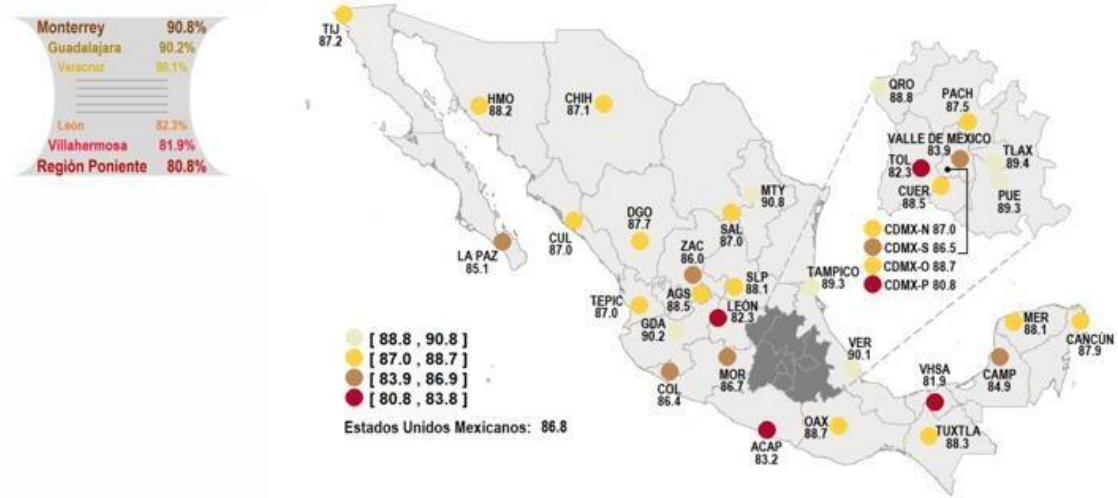 Monterrey 90.8%
Guadalajara 90.2%
Veracruz 90.1%
León 82.3%
Villahermosa 81.9%
Región Poniente 80.8%
TIJ
87.2
HMO
88.2
CHIH
87.1
MTY
90.8
DGO
87.7
SAL
87.0
CUL
87.0
LA PAZ
85.1
ZAC
86.0
SLP
88.1
TAMPICO
89.3
AGS
88.5
TEPIC
87.0
LEÓN
82.3
GDA
90.2
COL
86.4
MOR
86.7
VER
90.1
ACAP
83.2
OAX
88.7
VHSA
81.9
TUXTLA
88.3
CAMP
84.9
MER
88.1
CANCÚN
87.9
QRO
88.8
PACH
87.5
VALLE DE MÉXICO
83.9
TLAX
89.4
TOL
82.3
CUER
88.5
PUE
89.3
CDMX-N 87.0
CDMX-S 86.5
CDMX-O 88.7
CDMX-P 80.8
[ 88.8 , 90.8 ]
[ 87.0 , 88.7 ]
[ 83.9 , 86.9 ]
[ 80.8 , 83.8 ]
Estados Unidos Mexicanos: 86.8